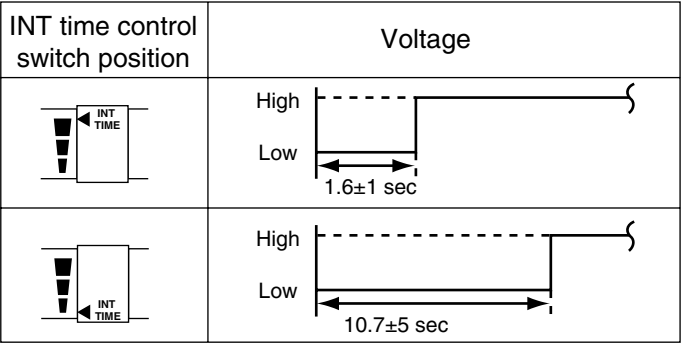 INT time control
switch position
Voltage
INT
TIME
High
Low
1.6±1 sec
INT
TIME
High
Low
10.7±5 sec